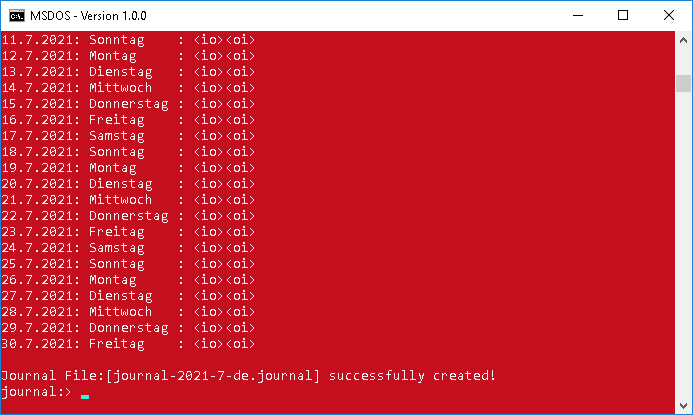 MSDOS - Version 1.0.0
11.7.2021: Sonntag    : <io><oi>
12.7.2021: Montag     : <io><oi>
13.7.2021: Dienstag   : <io><oi>
14.7.2021: Mittwoch   : <io><oi>
15.7.2021: Donnerstag : <io><oi>
16.7.2021: Freitag    : <io><oi>
17.7.2021: Samstag    : <io><oi>
18.7.2021: Sonntag    : <io><oi>
19.7.2021: Montag     : <io><oi>
20.7.2021: Dienstag   : <io><oi>
21.7.2021: Mittwoch   : <io><oi>
22.7.2021: Donnerstag : <io><oi>
23.7.2021: Freitag    : <io><oi>
24.7.2021: Samstag    : <io><oi>
25.7.2021: Sonntag    : <io><oi>
26.7.2021: Montag     : <io><oi>
27.7.2021: Dienstag   : <io><oi>
28.7.2021: Mittwoch   : <io><oi>
29.7.2021: Donnerstag : <io><oi>
30.7.2021: Freitag    : <io><oi>
Journal File:[journal-2021-7-de.journal] successfully created!
journal:>